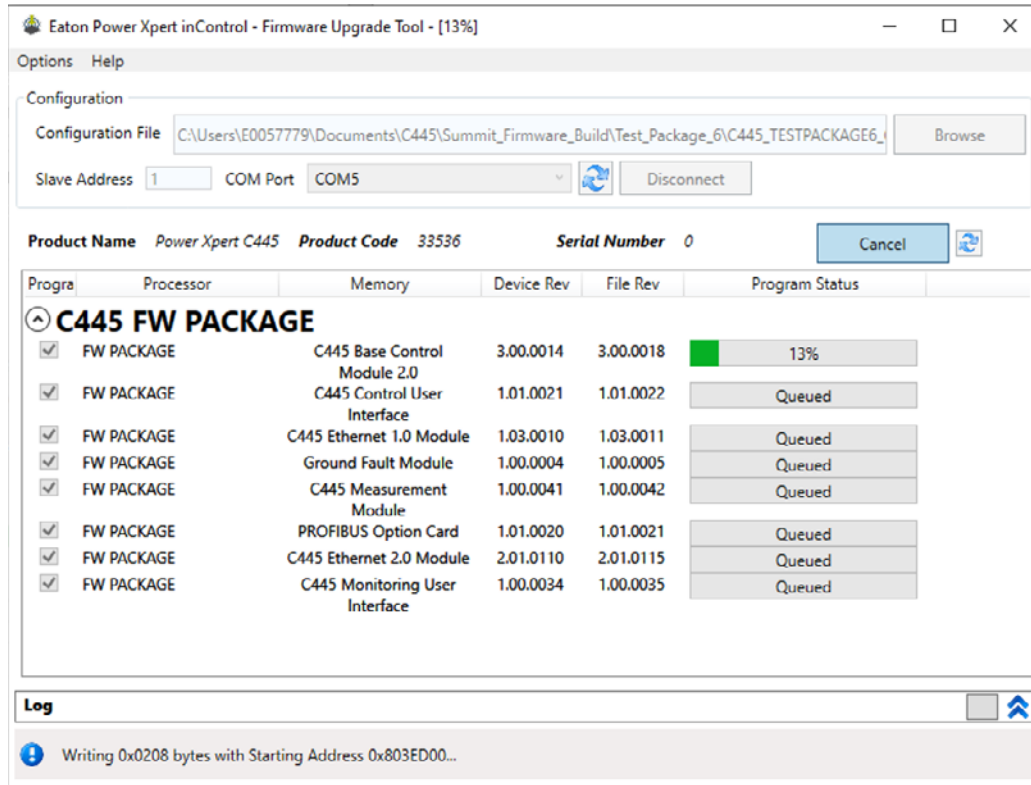 Eaton Power Xpert inControl - Firmware Upgrade Tool - [13%]
Options Help
Configuration
Configuration File C:\Users\E0057779\Documents\C445\Summit_Firmware_Build\Test_Package_6\C445_TESTPACKAGE6_ Browse
Slave Address 1 COM Port COM5 Disconnect
Product Name Power Xpert C445 Product Code 33536 Serial Number 0 Cancel
Progra Processor Memory Device Rev File Rev Program Status
C445 FW PACKAGE
FW PACKAGE C445 Base Control 3.00.0014 3.00.0018 13%
Module 2.0
FW PACKAGE C445 Control User 1.01.0021 1.01.0022 Queued
Interface
FW PACKAGE C445 Ethernet 1.0 Module 1.03.0010 1.03.0011 Queued
FW PACKAGE Ground Fault Module 1.00.0004 1.00.0005 Queued
FW PACKAGE C445 Measurement 1.00.0041 1.00.0042 Queued
Module
FW PACKAGE PROFIBUS Option Card 1.01.0020 1.01.0021 Queued
FW PACKAGE C445 Ethernet 2.0 Module 2.01.0110 2.01.0115 Queued
FW PACKAGE C445 Monitoring User 1.00.0034 1.00.0035 Queued
Interface
Log
Writing 0x0208 bytes with Starting Address 0x803ED00...